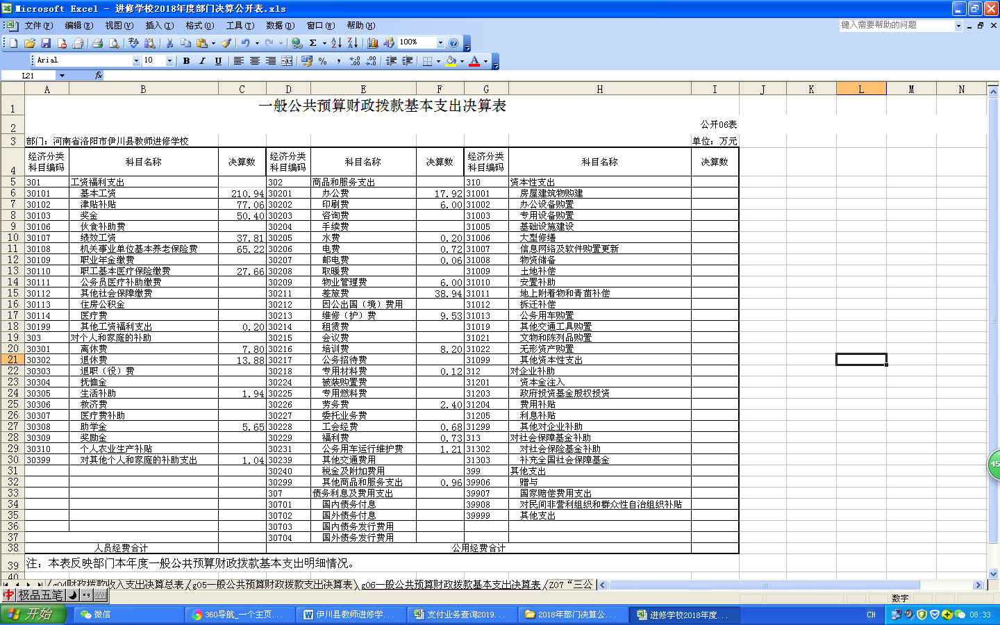 Microsoft Excel - 进修学校2018年度部门决算公开表.xls
文件(F) 编辑(E) 视图(V) 插入(I) 格式(O) 工具(T) 数据(D) 窗口(W) 帮助(H) 键入需要帮助的问题
100%
Arial 10 B I U
L21 fx
A B C D E F G H I J K L M N
1 一般公共预算财政拨款基本支出决算表
2 公开06表
3 部门：河南省洛阳市伊川县教师进修学校 单位：万元
4 经济分类科目编码 科目名称 决算数 经济分类科目编码 科目名称 决算数 经济分类科目编码 科目名称 决算数
5 301 工资福利支出 302 商品和服务支出 310 资本性支出
6 30101 基本工资 210.94 30201 办公费 17.92 31001 房屋建筑物购建
7 30102 津贴补贴 77.06 30202 印刷费 6.00 31002 办公设备购置
8 30103 奖金 50.40 30203 咨询费 31003 专用设备购置
9 30106 伙食补助费 30204 手续费 31005 基础设施建设
10 30107 绩效工资 37.81 30205 水费 0.20 31006 大型修缮
11 30108 机关事业单位基本养老保险费 65.22 30206 电费 0.72 31007 信息网络及软件购置更新
12 30109 职业年金缴费 30207 邮电费 0.06 31008 物资储备
13 30110 职工基本医疗保险缴费 27.66 30208 取暖费 31009 土地补偿
14 30111 公务员医疗补助缴费 30209 物业管理费 6.00 31010 安置补助
15 30112 其他社会保障缴费 30211 差旅费 38.94 31011 地上附着物和青苗补偿
16 30113 住房公积金 30212 因公出国（境）费用 31012 拆迁补偿
17 30114 医疗费 30213 维修（护）费 9.53 31013 公务用车购置
18 30199 其他工资福利支出 0.20 30214 租赁费 31019 其他交通工具购置
19 303 对个人和家庭的补助 30215 会议费 31021 文物和陈列品购置
20 30301 离休费 7.80 30216 培训费 8.20 31022 无形资产购置
21 30302 退休费 13.88 30217 公务招待费 31099 其他资本性支出
22 30303 退职（役）费 30218 专用材料费 0.12 312 对企业补助
23 30304 抚恤金 30224 被装购置费 31201 资本金注入
24 30305 生活补助 1.94 30225 专用燃料费 31203 政府投资基金股权投资
25 30306 救济费 30226 劳务费 2.40 31204 费用补贴
26 30307 医疗费补助 30227 委托业务费 31205 利息补贴
27 30308 助学金 5.65 30228 工会经费 0.68 31299 其他对企业补助
28 30309 奖励金 30229 福利费 0.73 313 对社会保障基金补助
29 30310 个人农业生产补贴 30231 公务用车运行维护费 1.21 31302 对社会保险基金补助
30 30399 对其他个人和家庭的补助支出 1.04 30239 其他交通费用 31303 补充全国社会保障基金
31 30240 税金及附加费用 399 其他支出
32 30299 其他商品和服务支出 0.96 39906 赠与
33 307 债务利息及费用支出 39907 国家赔偿费用支出
34 30701 国内债务付息 39908 对民间非营利组织和群众性自治组织补贴
35 30702 国外债务付息 39999 其他支出
36 30703 国内债务发行费用
37 30704 国外债务发行费用
38 人员经费合计 公用经费合计
39 注：本表反映部门本年度一般公共预算财政拨款基本支出明细情况。
40
g04财政拨款收入支出决算总表 g05一般公共预算财政拨款支出决算表 g06一般公共预算财政拨款基本支出决算表 Z07“三公
中 极品五笔 数字
45
开始 微信 360导航_一个主页... 伊川县教师进修学... 支付业务查询2019... 2018年部门决算公... 进修学校2018年度... CH 08:33